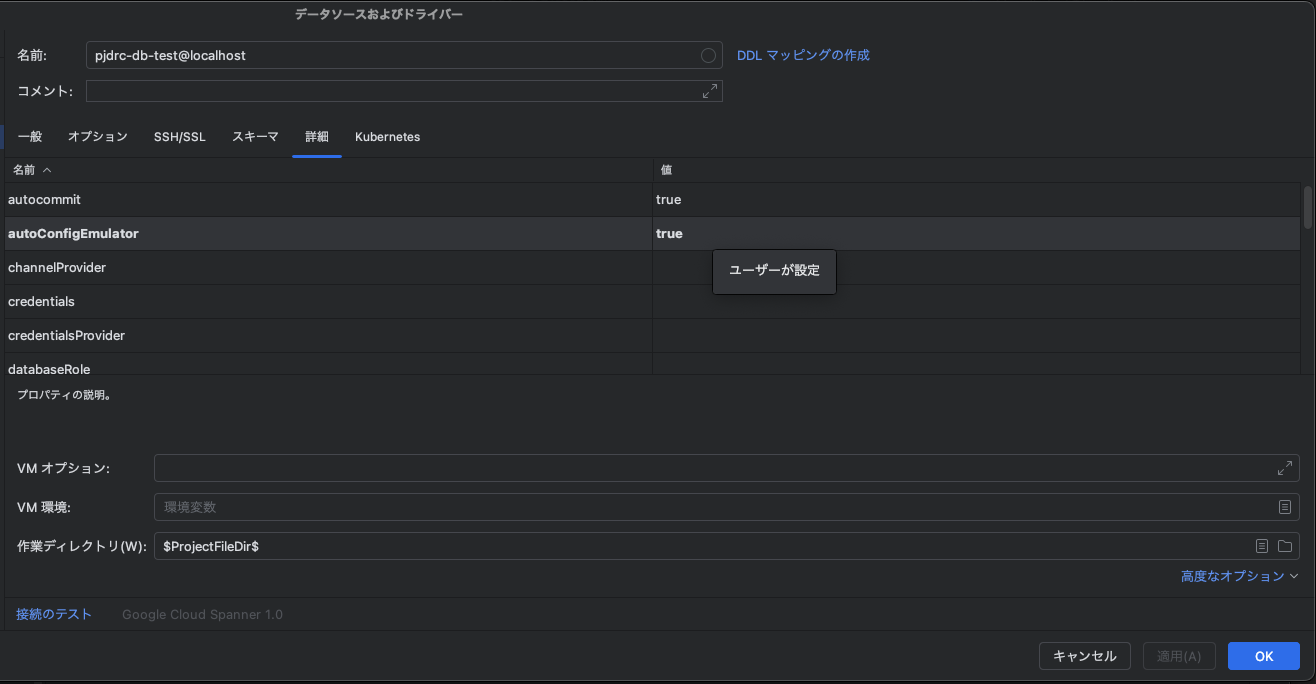 データソースおよびドライバー
名前: pjdrc-db-test@localhost DDL マッピングの作成
コメント:
一般 オプション SSH/SSL スキーマ 詳細 Kubernetes
名前 値
autocommit true
autoConfigEmulator true
channelProvider
ユーザーが設定
credentials
credentialsProvider
databaseRole
プロパティの説明。
VM オプション:
VM 環境: 環境変数
作業ディレクトリ(W): $ProjectFileDir$
高度なオプション
接続のテスト Google Cloud Spanner 1.0
キャンセル 適用(A) OK